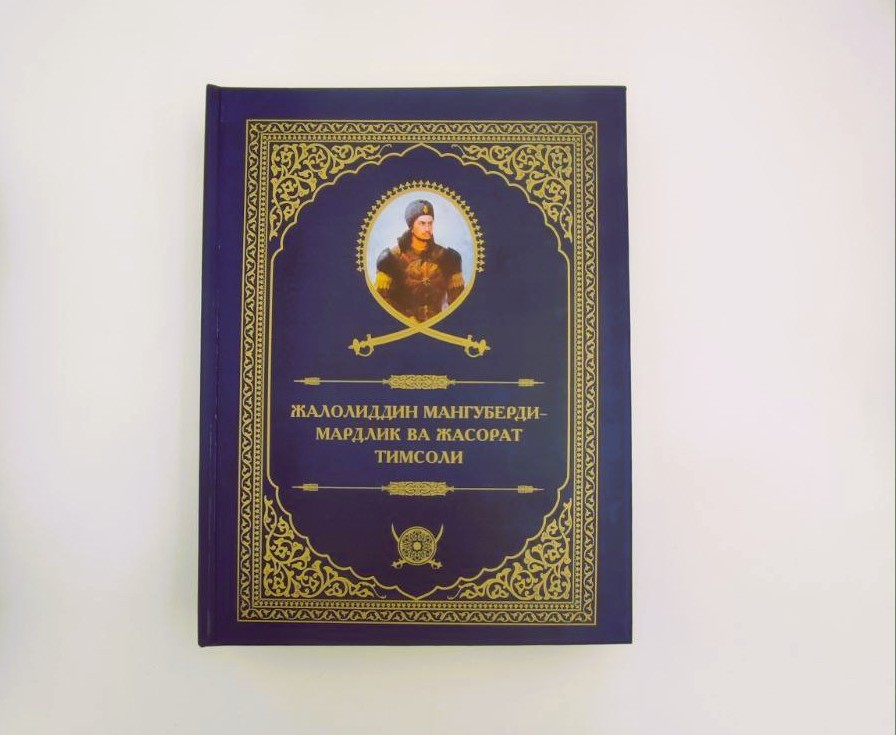 ЖАЛОЛИДДИН МАНГУБЕРДИ-
МАРДЛИК ВА ЖАСОРАТ
ТИМСОЛИ